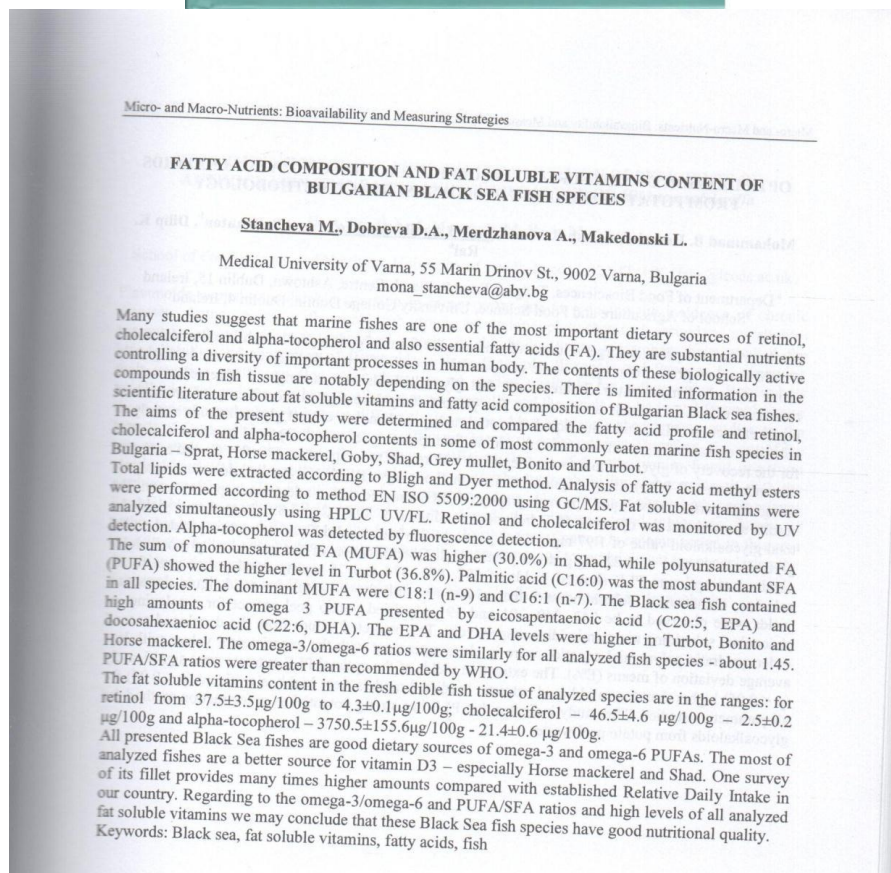 Micro- and Macro-Nutrients: Bioavailability and Measuring Strategies
FATTY ACID COMPOSITION AND FAT SOLUBLE VITAMINS CONTENT OF
BULGARIAN BLACK SEA FISH SPECIES
Stancheva M., Dobreva D.A., Merdzhanova A., Makedonski L.
Medical University of Varna, 55 Marin Drinov St., 9002 Varna, Bulgaria
mona_stancheva@abv.bg
Many studies suggest that marine fishes are one of the most important dietary sources of retinol,
cholecalciferol and alpha-tocopherol and also essential fatty acids (FA). They are substantial nutrients
controlling a diversity of important processes in human body. The contents of these biologically active
compounds in fish tissue are notably depending on the species. There is limited information in the
scientific literature about fat soluble vitamins and fatty acid composition of Bulgarian Black sea fishes.
The aims of the present study were determined and compared the fatty acid profile and retinol,
cholecalciferol and alpha-tocopherol contents in some of most commonly eaten marine fish species in
Bulgaria – Sprat, Horse mackerel, Goby, Shad, Grey mullet, Bonito and Turbot.
Total lipids were extracted according to Bligh and Dyer method. Analysis of fatty acid methyl esters
were performed according to method EN ISO 5509:2000 using GC/MS. Fat soluble vitamins were
analyzed simultaneously using HPLC UV/FL. Retinol and cholecalciferol was monitored by UV
detection. Alpha-tocopherol was detected by fluorescence detection.
The sum of monounsaturated FA (MUFA) was higher (30.0%) in Shad, while polyunsaturated FA
(PUFA) showed the higher level in Turbot (36.8%). Palmitic acid (C16:0) was the most abundant SFA
in all species. The dominant MUFA were C18:1 (n-9) and C16:1 (n-7). The Black sea fish contained
high amounts of omega 3 PUFA presented by eicosapentaenoic acid (C20:5, EPA) and
docosahexaenioc acid (C22:6, DHA). The EPA and DHA levels were higher in Turbot, Bonito and
Horse mackerel. The omega-3/omega-6 ratios were similarly for all analyzed fish species - about 1.45.
PUFA/SFA ratios were greater than recommended by WHO.
The fat soluble vitamins content in the fresh edible fish tissue of analyzed species are in the ranges: for
retinol from 37.5±3.5µg/100g to 4.3±0.1µg/100g; cholecalciferol – 46.5±4.6 µg/100g – 2.5±0.2
µg/100g and alpha-tocopherol – 3750.5±155.6µg/100g - 21.4±0.6 µg/100g.
All presented Black Sea fishes are good dietary sources of omega-3 and omega-6 PUFAs. The most of
analyzed fishes are a better source for vitamin D3 – especially Horse mackerel and Shad. One survey
of its fillet provides many times higher amounts compared with established Relative Daily Intake in
our country. Regarding to the omega-3/omega-6 and PUFA/SFA ratios and high levels of all analyzed
fat soluble vitamins we may conclude that these Black Sea fish species have good nutritional quality.
Keywords: Black sea, fat soluble vitamins, fatty acids, fish